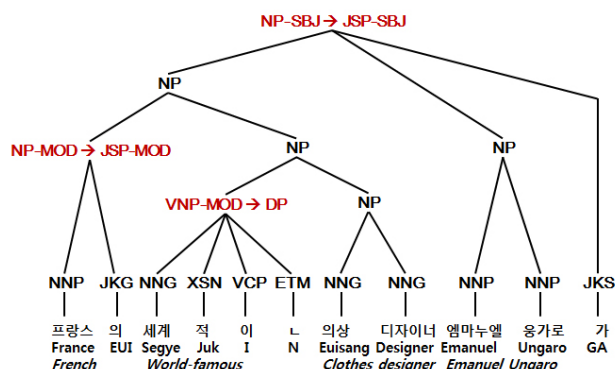 NP-SBJ → JSP-SBJ
NP
NP-MOD → JSP-MOD NP NP
VNP-MOD → DP NP
NNP JKG NNG XSN VCP ETM NNG NNG NNP NNP JKS
프랑스 의 세계 적 이 ㄴ 의상 디자이너 엠마누엘 웅가로 가
France EUI Segye Juk I N Euisang Designer Emanuel Ungaro GA
French World-famous Clothes designer Emanuel Ungaro